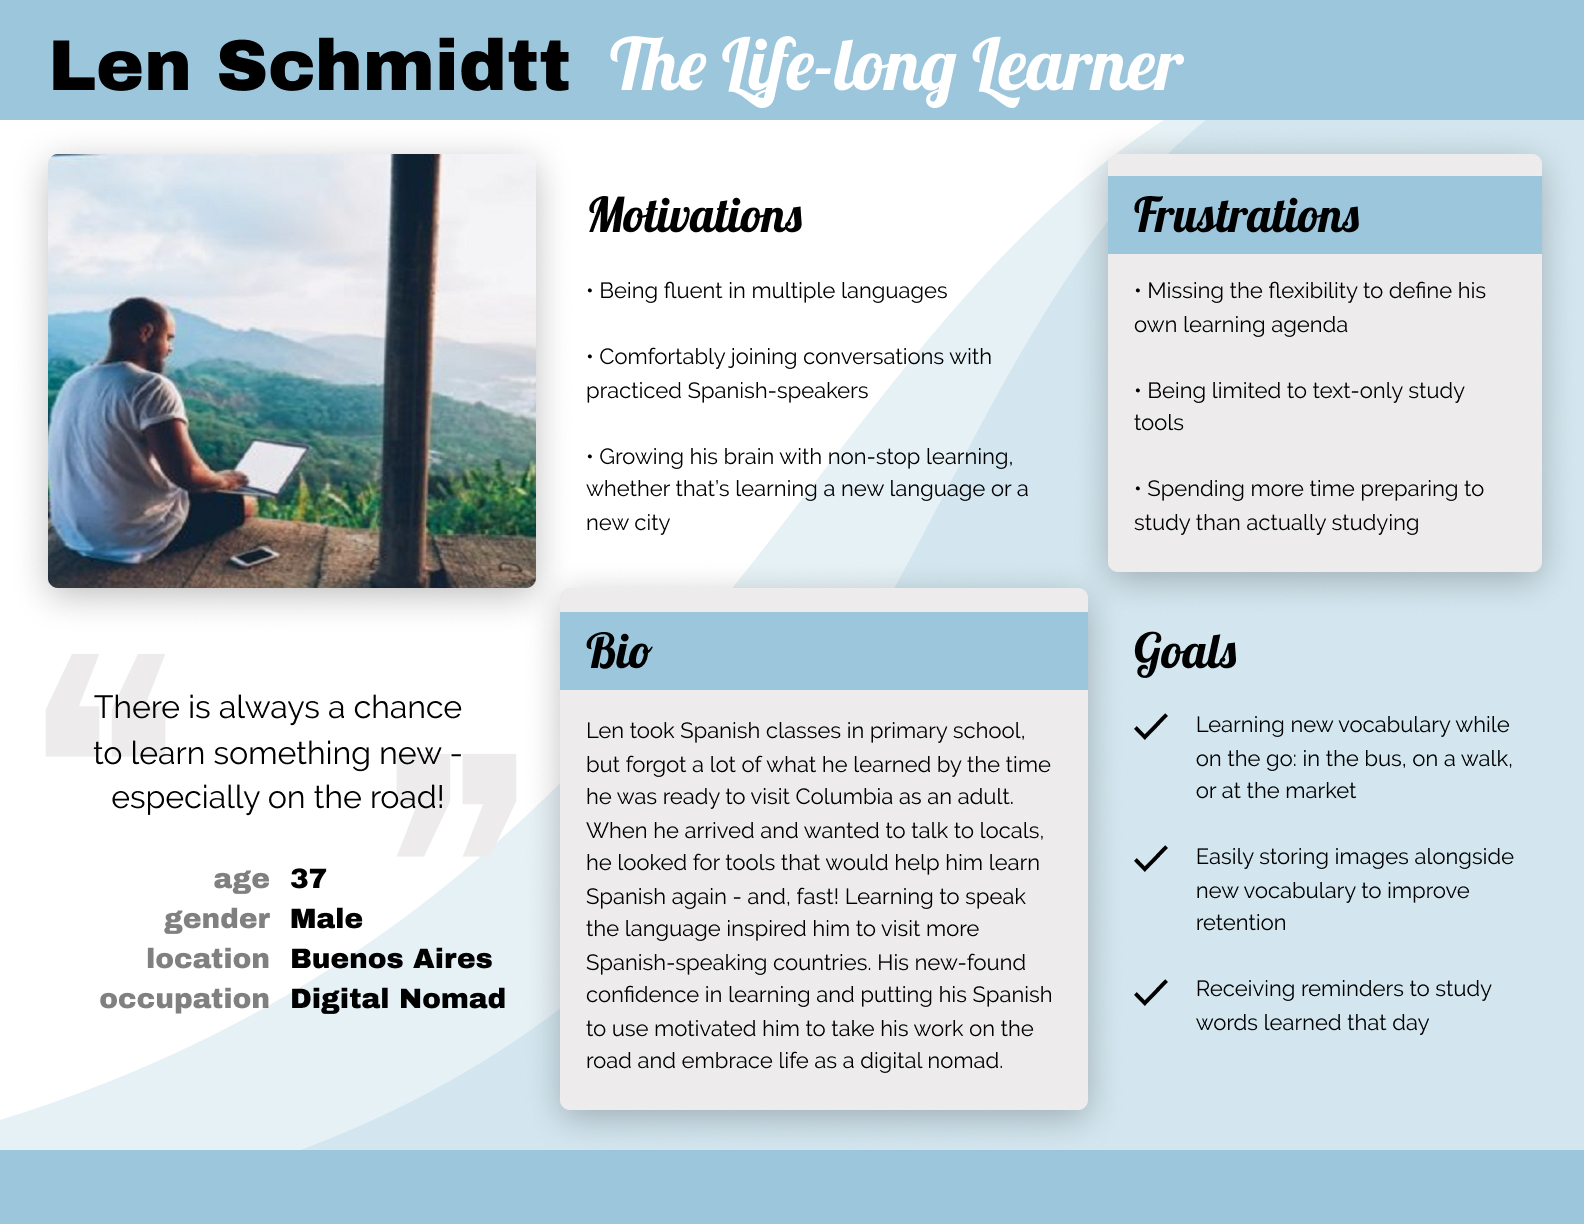 Len Schmidtt The Life-long Learner
Motivations
• Being fluent in multiple languages
• Comfortably joining conversations with
practiced Spanish-speakers
• Growing his brain with non-stop learning,
whether that's learning a new language or a
new city
Frustrations
• Missing the flexibility to define his
own learning agenda
• Being limited to text-only study
tools
• Spending more time preparing to
study than actually studying
“
There is always a chance
to learn something new -
especially on the road!
”
age 37
gender Male
location Buenos Aires
occupation Digital Nomad
Bio
Len took Spanish classes in primary school,
but forgot a lot of what he learned by the time
he was ready to visit Columbia as an adult.
When he arrived and wanted to talk to locals,
he looked for tools that would help him learn
Spanish again - and, fast! Learning to speak
the language inspired him to visit more
Spanish-speaking countries. His new-found
confidence in learning and putting his Spanish
to use motivated him to take his work on the
road and embrace life as a digital nomad.
Goals
Learning new vocabulary while
on the go: in the bus, on a walk,
or at the market
Easily storing images alongside
new vocabulary to improve
retention
Receiving reminders to study
words learned that day